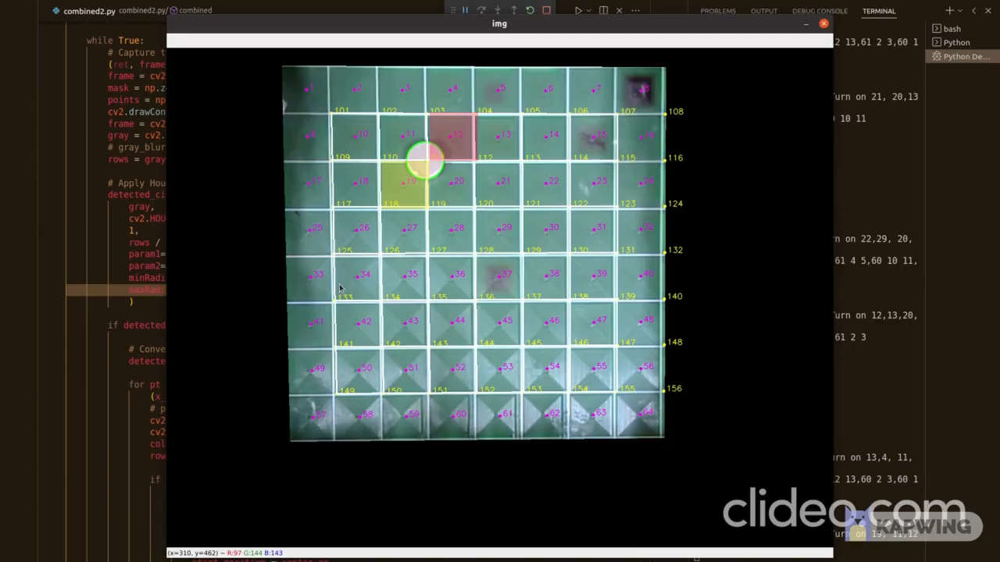 combined2.py combined2.py/ combined
PROBLEMS OUTPUT DEBUG CONSOLE TERMINAL
img
bash
Python
Python De...
while True:
# Capture t
(ret, frame
frame = cv2
mask = np.z
points = np
cv2.drawCon
frame = cv2
gray = cv2.
# gray_blur
rows = gray
# Apply Hou
detected_ci
gray,
cv2.HOU
1,
rows /
param1=
param2=
minRadi
maxRadi
)
if detected
# Conve
detecte
for pt
(x_
# p
cv2
cv2
col
row
if
1 2 3 4 5 6 7 8
101 102 103 104 105 106 107 108
9 10 11 12 13 14 15 16
109 110 112 113 114 115 116
17 18 19 20 21 22 23 24
117 118 119 120 121 122 123 124
25 26 27 28 29 30 31 32
125 126 127 128 129 130 131 132
33 34 35 36 37 38 39 40
133 134 135 136 137 138 139 140
41 42 43 44 45 46 47 48
141 142 143 144 145 146 147 148
49 50 51 52 53 54 55 56
149 150 151 152 153 154 155 156
57 58 59 60 61 62 63 64
2 13,61 2 3,60 1
urn on 21, 20,13
10 11
rn on 22,29, 20,
61 4 5,60 10 11,
urn on 12,13,20,
61 2 3
rn on 13,4, 11,
2 13,60 2 3,60 1
urn on 19, 11,12
(x=310, y=462) ~ R:97 G:144 B:143
clideo.com
KAPWING